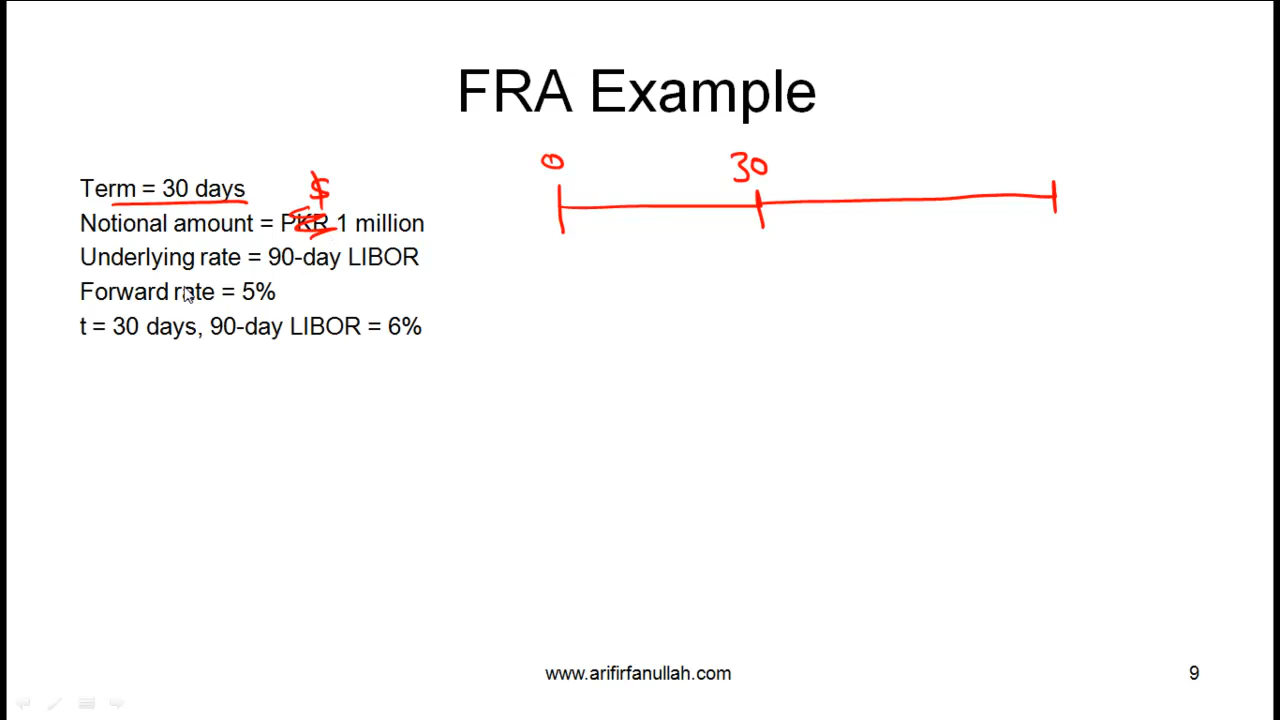 FRA Example
0 30
Term = 30 days
$
Notional amount = PKR 1 million
Underlying rate = 90-day LIBOR
Forward rate = 5%
t = 30 days, 90-day LIBOR = 6%
www.arifirfanullah.com 9